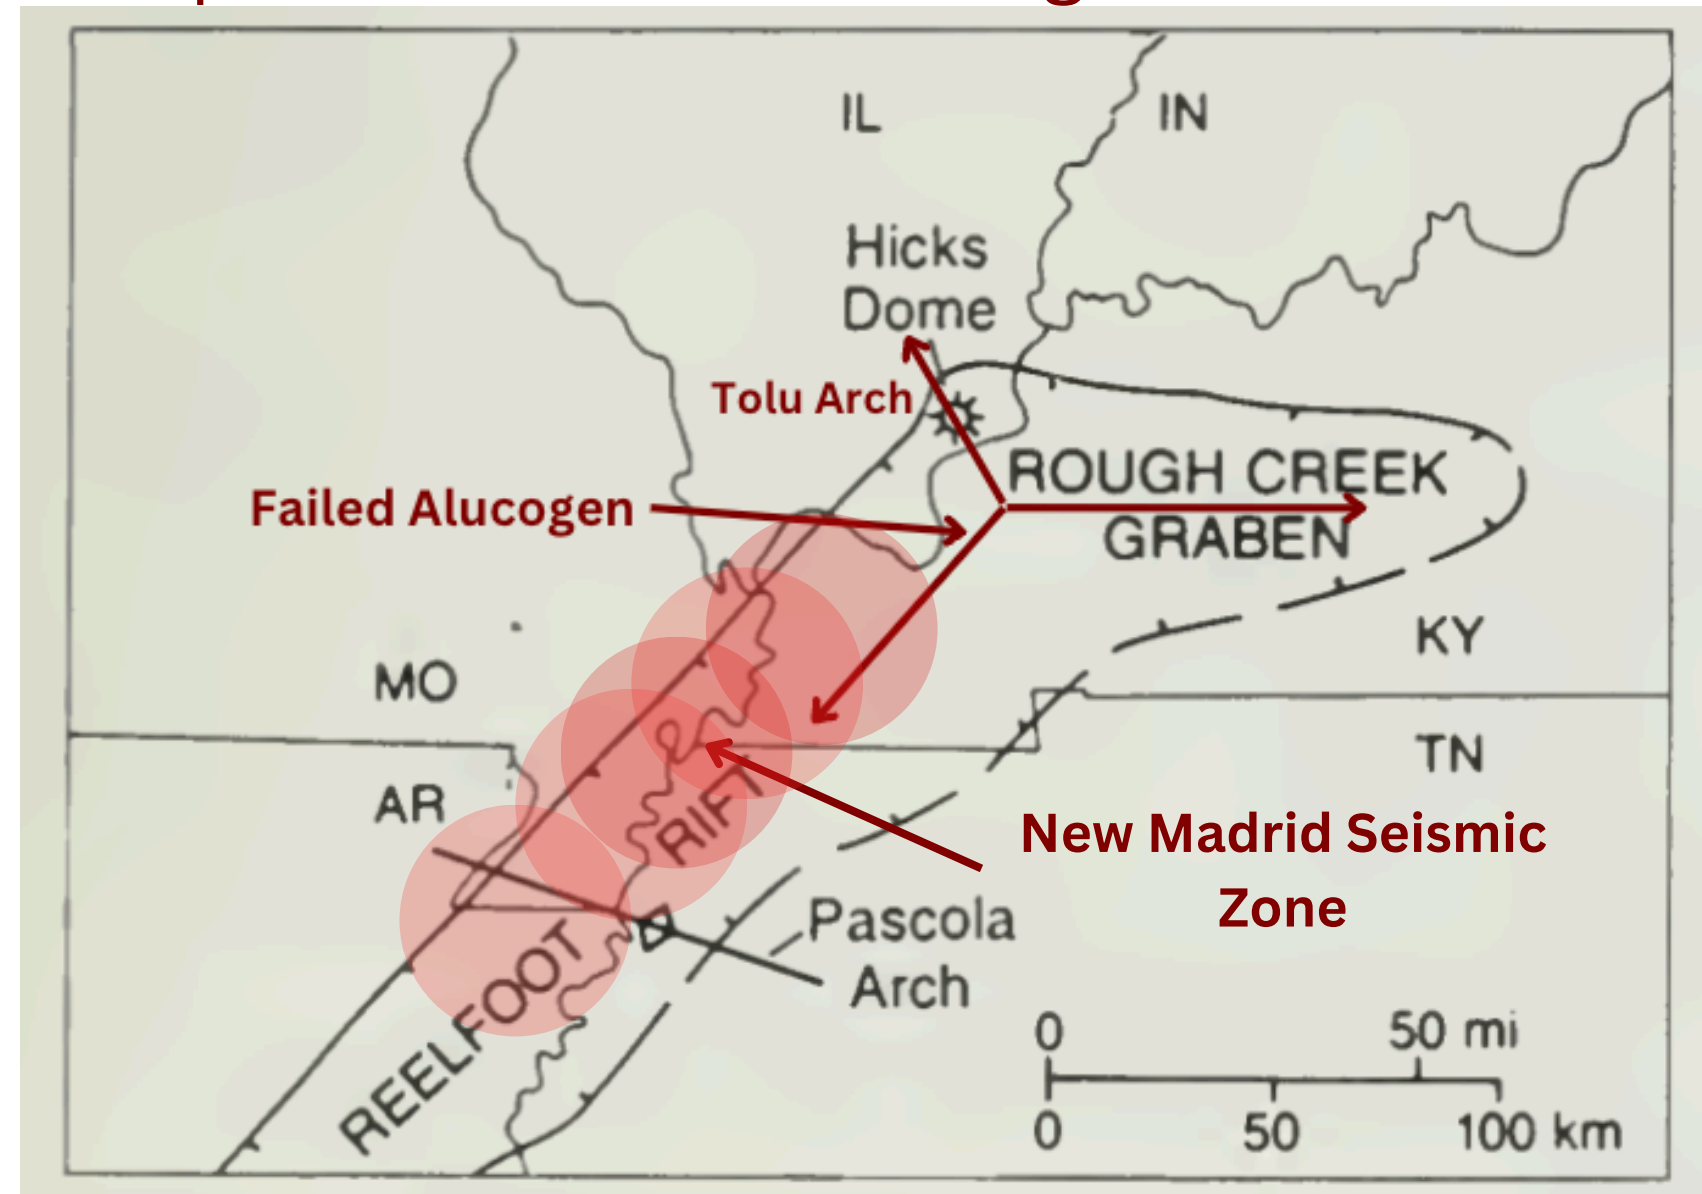 IL
IN
Hicks
Dome
Tolu Arch
ROUGH CREEK
GRABEN
Failed Alucogen
KY
MO
TN
AR
RIFT
New Madrid Seismic
Zone
Pascola
Arch
REELFOOT
0
50 mi
0
50
100 km